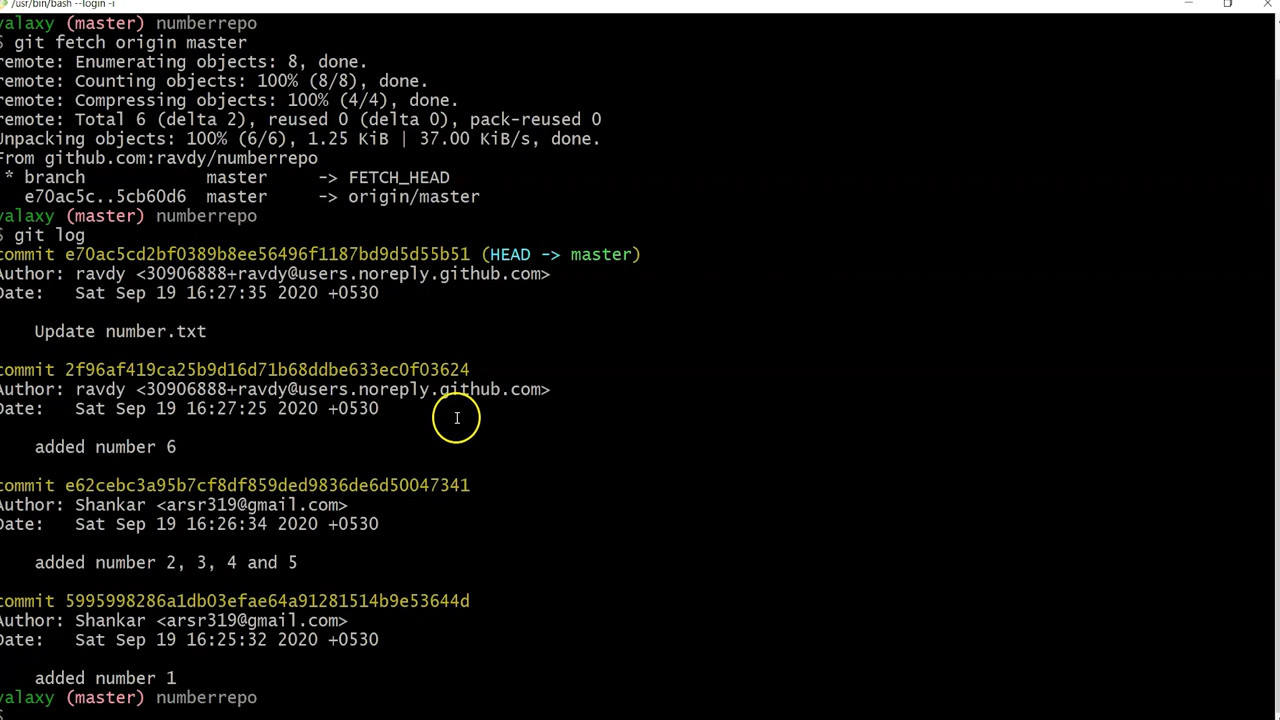 /usr/bin/bash --login -i
valaxy (master) numberrepo
$ git fetch origin master
remote: Enumerating objects: 8, done.
remote: Counting objects: 100% (8/8), done.
remote: Compressing objects: 100% (4/4), done.
remote: Total 6 (delta 2), reused 0 (delta 0), pack-reused 0
Unpacking objects: 100% (6/6), 1.25 KiB | 37.00 KiB/s, done.
From github.com:ravdy/numberrepo
* branch master -> FETCH_HEAD
e70ac5c..5cb60d6 master -> origin/master
valaxy (master) numberrepo
$ git log
commit e70ac5cd2bf0389b8ee56496f1187bd9d5d55b51 (HEAD -> master)
Author: ravdy <30906888+ravdy@users.noreply.github.com>
Date: Sat Sep 19 16:27:35 2020 +0530
Update number.txt
commit 2f96af419ca25b9d16d71b68ddbe633ec0f03624
Author: ravdy <30906888+ravdy@users.noreply.github.com>
Date: Sat Sep 19 16:27:25 2020 +0530
added number 6
commit e62cebc3a95b7cf8df859ded9836de6d50047341
Author: Shankar <arsr319@gmail.com>
Date: Sat Sep 19 16:26:34 2020 +0530
added number 2, 3, 4 and 5
commit 5995998286a1db03efae64a91281514b9e53644d
Author: Shankar <arsr319@gmail.com>
Date: Sat Sep 19 16:25:32 2020 +0530
added number 1
valaxy (master) numberrepo
$